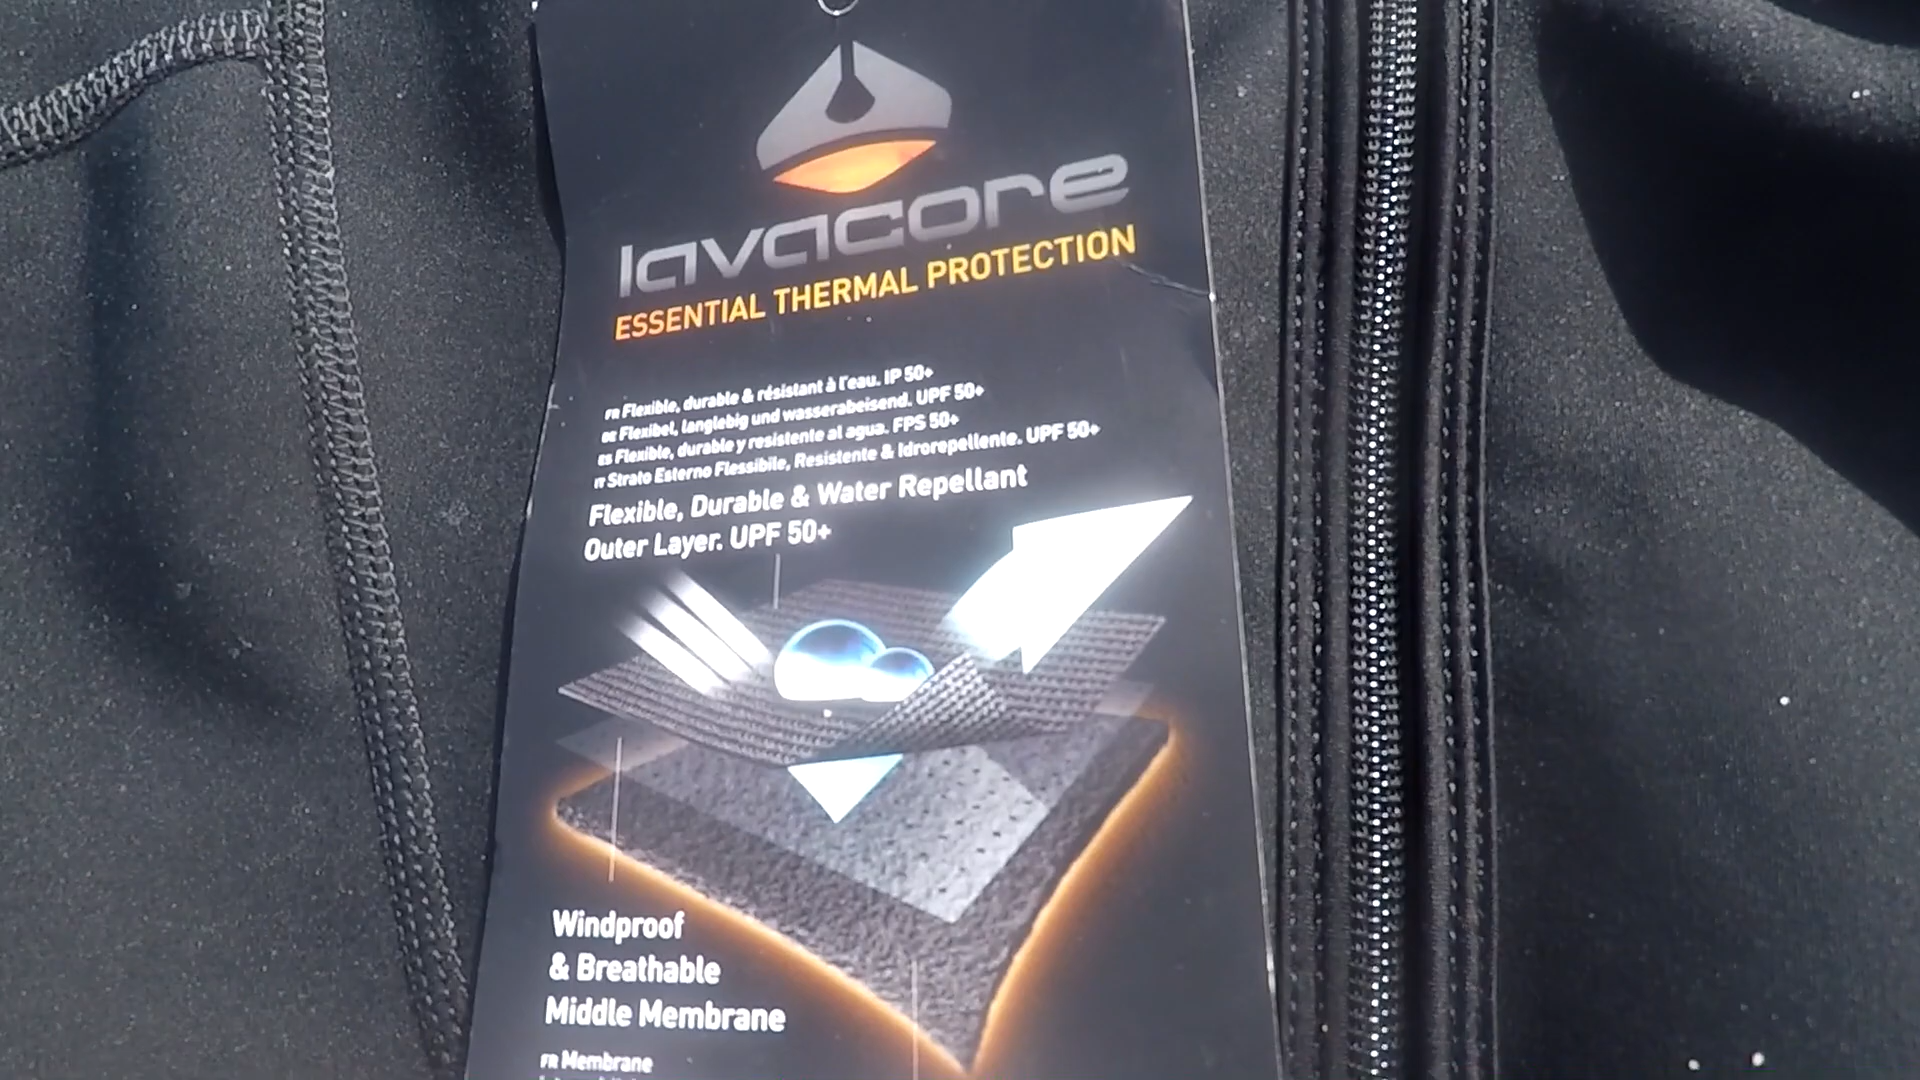 lavacore
ESSENTIAL THERMAL PROTECTION
FR Flexible, durable & résistant à l'eau. IP 50+
DE Flexibel, langlebig und wasserabeisend. UPF 50+
ES Flexible, durable y resistente al agua. FPS 50+
IT Strato Esterno Flessibile, Resistente & Idrorepellente. UPF 50+
Flexible, Durable & Water Repellant
Outer Layer. UPF 50+
Windproof
& Breathable
Middle Membrane
FR Membrane